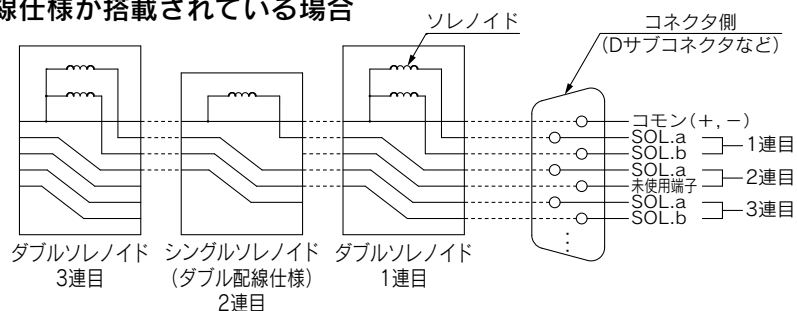 線仕様が搭載されている場合
ソレノイド
コネクタ側
(Dサブコネクタなど)
コモン(+, −)
SOL.a
SOL.b
1連目
SOL.a
未使用端子
2連目
SOL.a
SOL.b
3連目
ダブルソレノイド
3連目
シングルソレノイド
(ダブル配線仕様)
2連目
ダブルソレノイド
1連目